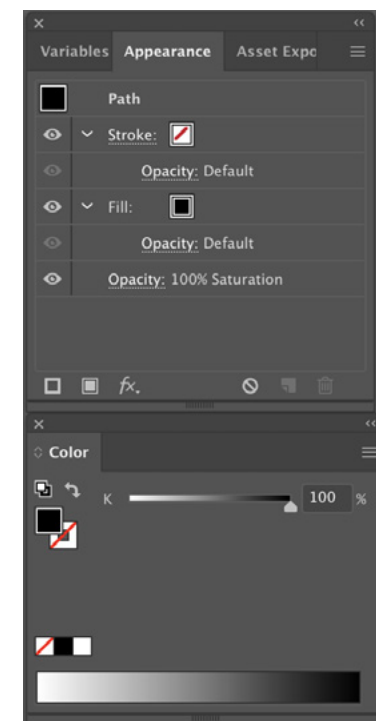 Variables Appearance Asset Expo
Path
Stroke:
Opacity: Default
Fill:
Opacity: Default
Opacity: 100% Saturation
fx.
Color
K 100 %